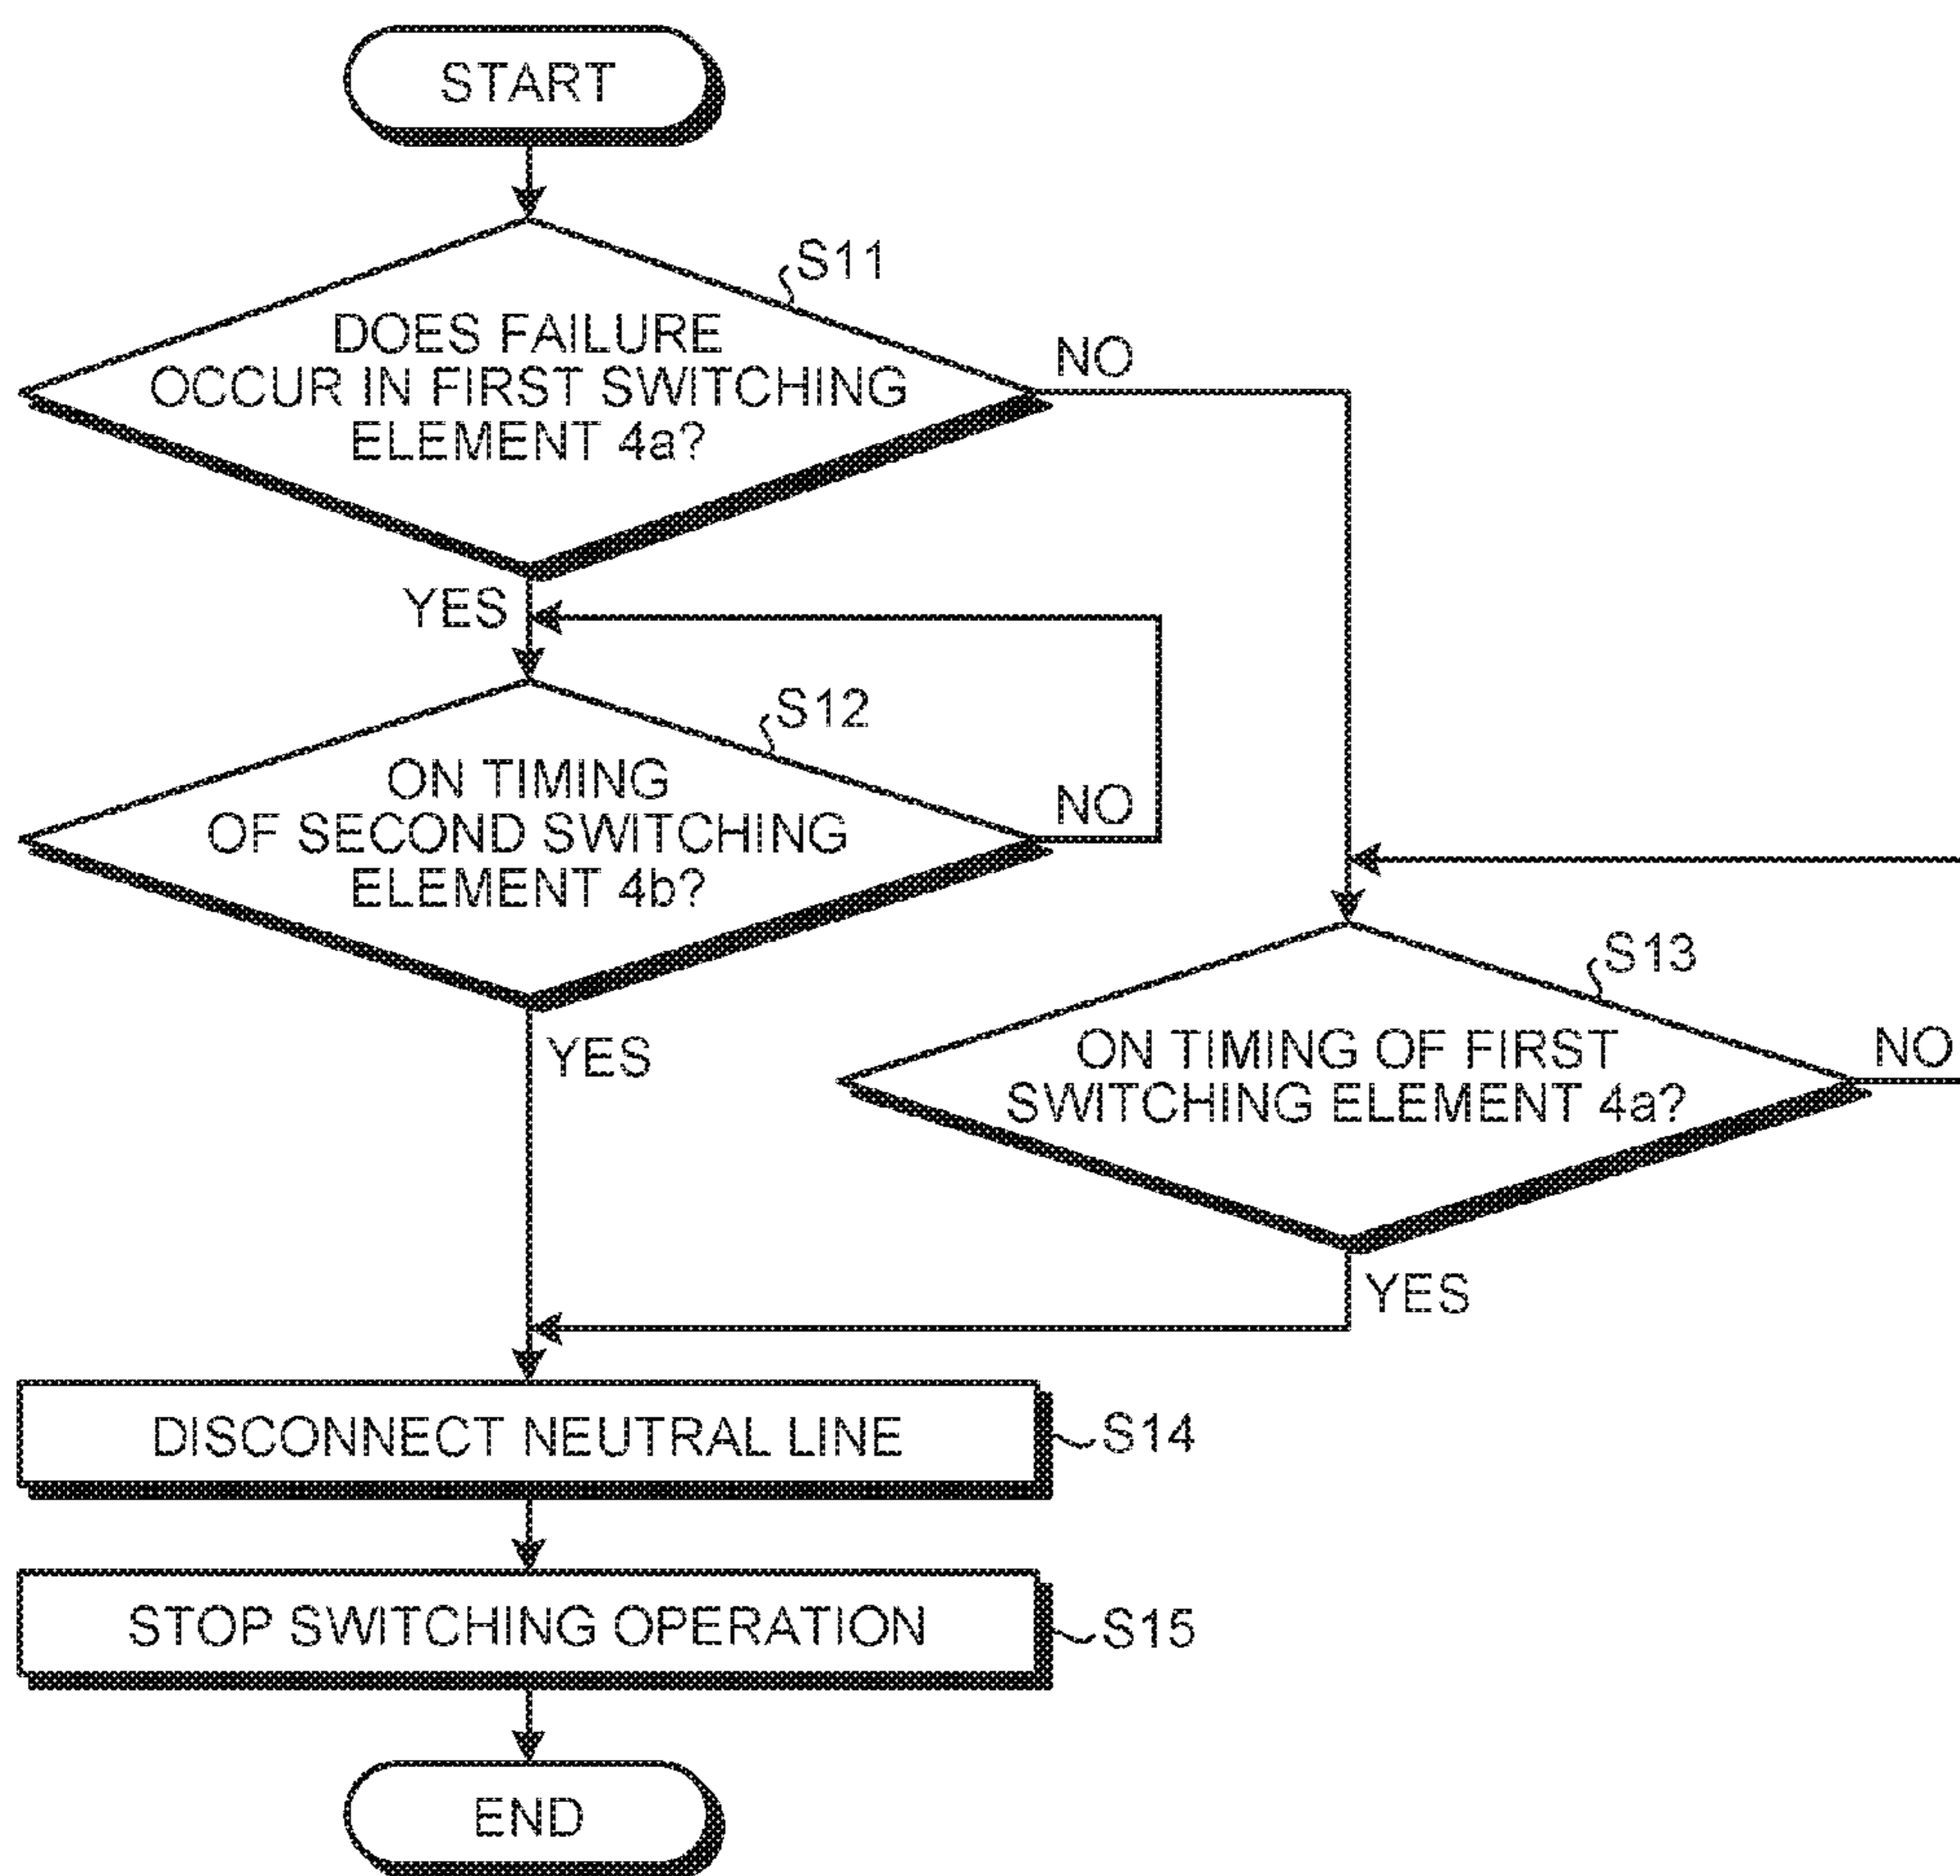 START
S11
DOES FAILURE
OCCUR IN FIRST SWITCHING
ELEMENT 4a?
NO
YES
S12
ON TIMING
OF SECOND SWITCHING
ELEMENT 4b?
NO
YES
S13
ON TIMING OF FIRST
SWITCHING ELEMENT 4a?
NO
YES
DISCONNECT NEUTRAL LINE
S14
STOP SWITCHING OPERATION
S15
END